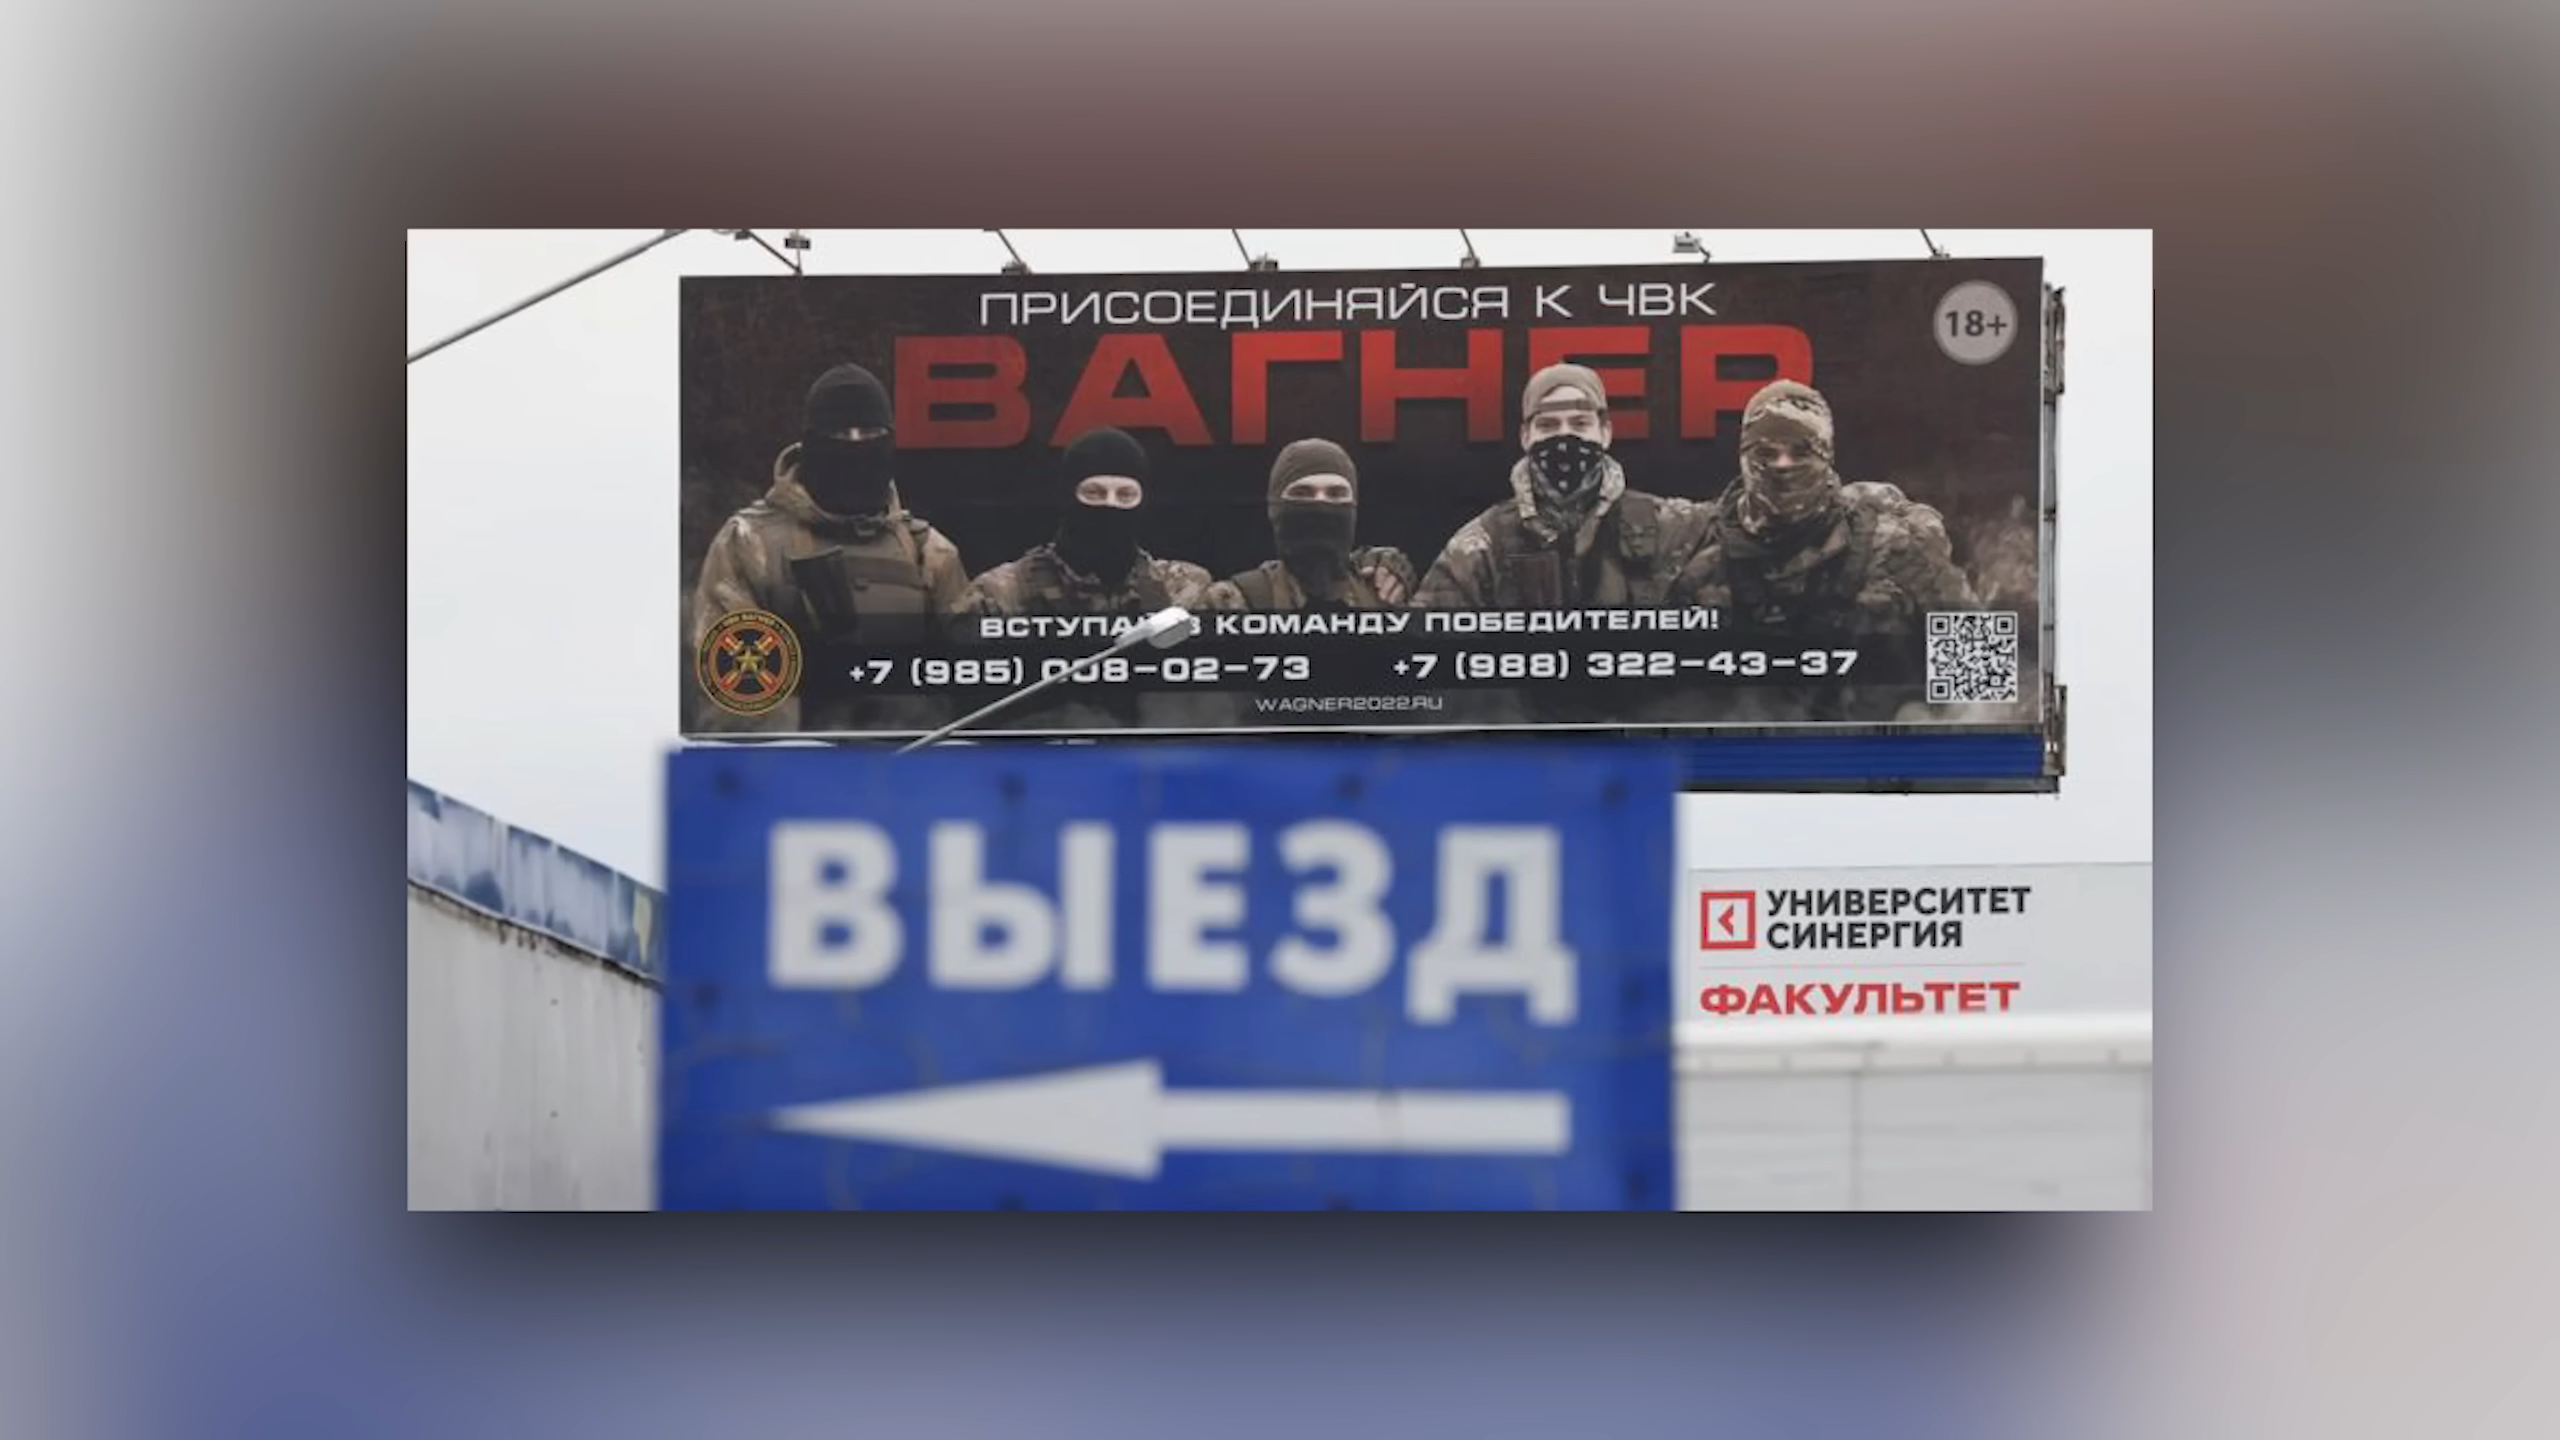 ПРИСОЕДИНЯЙСЯ К ЧВК
ВАГНЕР
18+
В КОМАНДУ ПОБЕДИТЕЛЕЙ!
+7 (985) 008-02-73 +7 (988) 322-43-37
WAGNER2022.RU
ВЫЕЗД
УНИВЕРСИТЕТ
СИНЕРГИЯ
ФАКУЛЬТЕТ